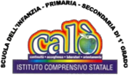 SCUOLA DELL'INFANZIA - PRIMARIA - SECONDARIA DI 1° GRADO
calò
ISTITUTO COMPRENSIVO STATALE